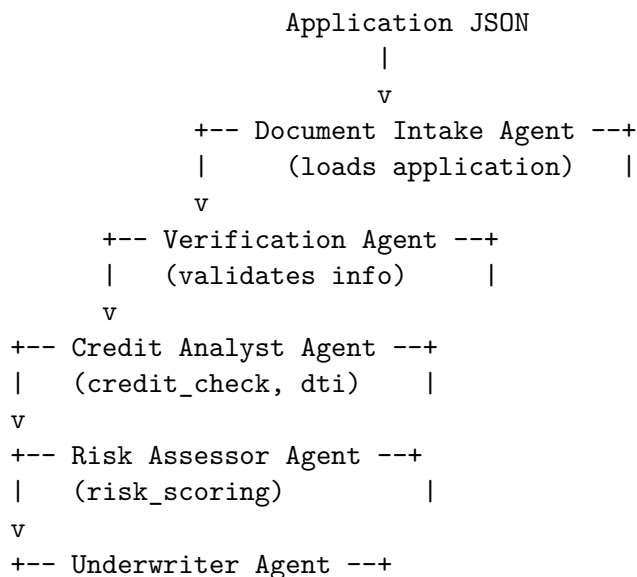 Application JSON
|
v
+-- Document Intake Agent --+
| (loads application) |
v
+-- Verification Agent --+
| (validates info) |
v
+-- Credit Analyst Agent --+
| (credit_check, dti) |
v
+-- Risk Assessor Agent --+
| (risk_scoring) |
v
+-- Underwriter Agent --+